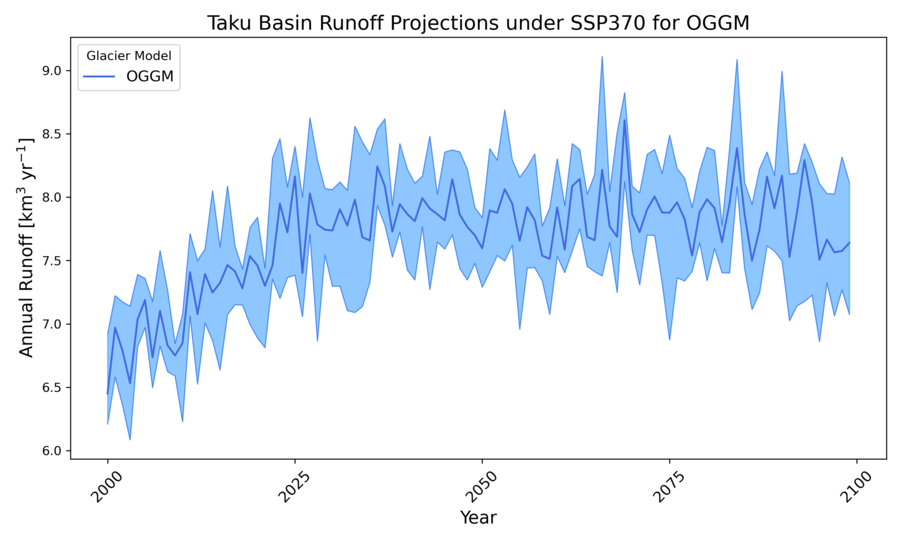 Taku Basin Runoff Projections under SSP370 for OGGM
Glacier Model
OGGM
Annual Runoff [km³ yr⁻¹]
9.0
8.5
8.0
7.5
7.0
6.5
6.0
2000
2025
2050
2075
2100
Year